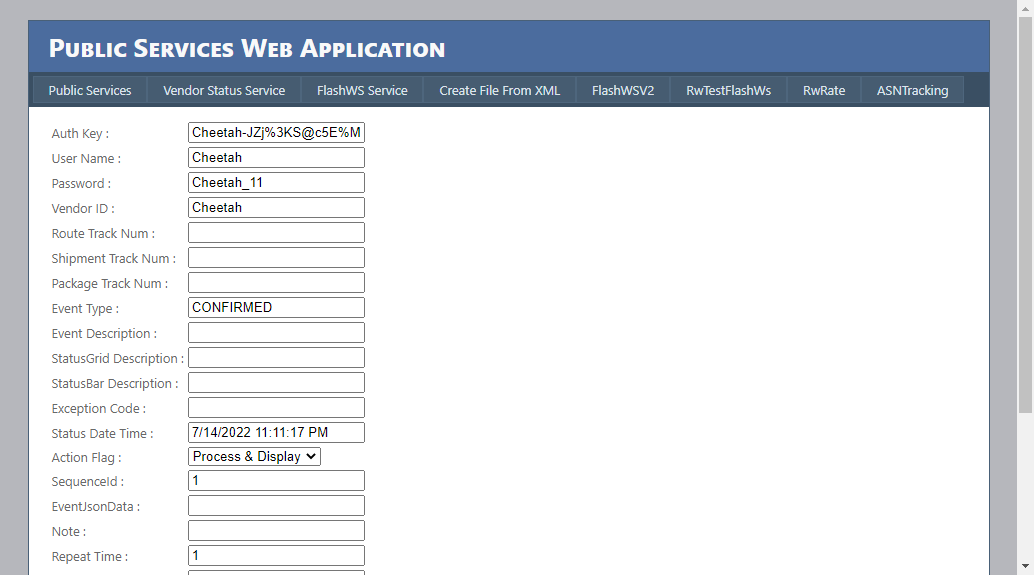 Public Services Web Application
Public Services Vendor Status Service FlashWS Service Create File From XML FlashWSV2 RwTestFlashWs RwRate ASNTracking
Auth Key : Cheetah-JZj%3KS@c5E%M
User Name : Cheetah
Password : Cheetah_11
Vendor ID : Cheetah
Route Track Num :
Shipment Track Num :
Package Track Num :
Event Type : CONFIRMED
Event Description :
StatusGrid Description :
StatusBar Description :
Exception Code :
Status Date Time : 7/14/2022 11:11:17 PM
Action Flag : Process & Display
SequenceId : 1
EventJsonData :
Note :
Repeat Time : 1